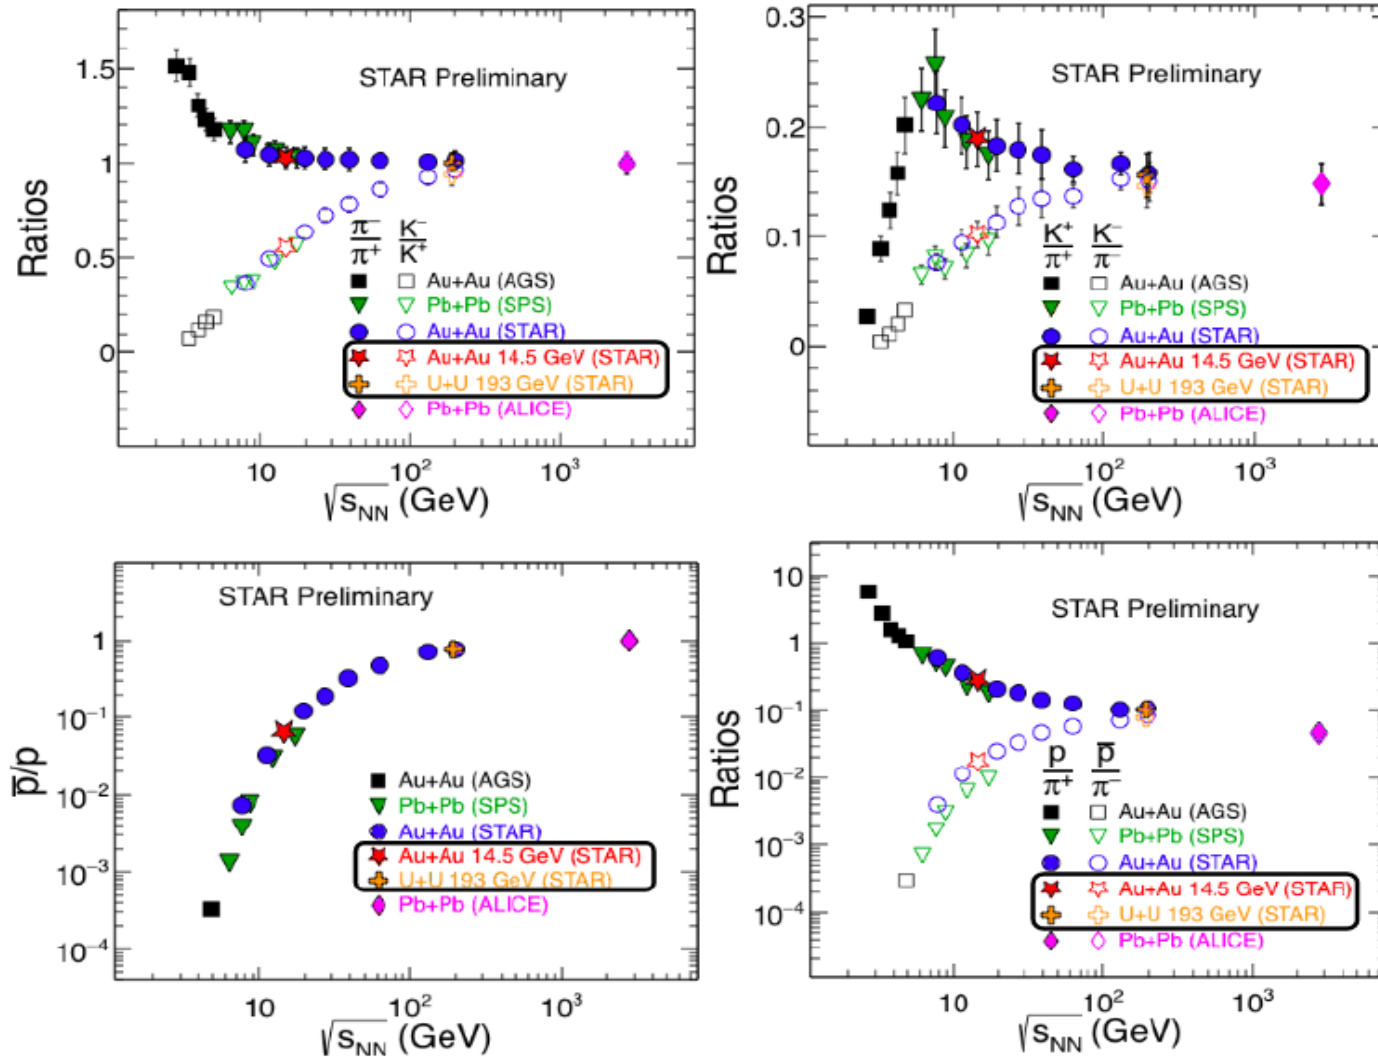 1.5
1
0.5
0
Ratios
STAR Preliminary
π⁻/π⁺ K⁻/K⁺
Au+Au (AGS)
Pb+Pb (SPS)
Au+Au (STAR)
Au+Au 14.5 GeV (STAR)
U+U 193 GeV (STAR)
Pb+Pb (ALICE)
10 10² 10³
√s_NN (GeV)
0.3
0.2
0.1
0
Ratios
STAR Preliminary
K⁺/π⁺ K⁻/π⁻
Au+Au (AGS)
Pb+Pb (SPS)
Au+Au (STAR)
Au+Au 14.5 GeV (STAR)
U+U 193 GeV (STAR)
Pb+Pb (ALICE)
10 10² 10³
√s_NN (GeV)
1
10⁻¹
10⁻²
10⁻³
10⁻⁴
p̅/p
STAR Preliminary
Au+Au (AGS)
Pb+Pb (SPS)
Au+Au (STAR)
Au+Au 14.5 GeV (STAR)
U+U 193 GeV (STAR)
Pb+Pb (ALICE)
10 10² 10³
√s_NN (GeV)
10
1
10⁻¹
10⁻²
10⁻³
10⁻⁴
Ratios
STAR Preliminary
p/π⁺ p̅/π⁻
Au+Au (AGS)
Pb+Pb (SPS)
Au+Au (STAR)
Au+Au 14.5 GeV (STAR)
U+U 193 GeV (STAR)
Pb+Pb (ALICE)
10 10² 10³
√s_NN (GeV)